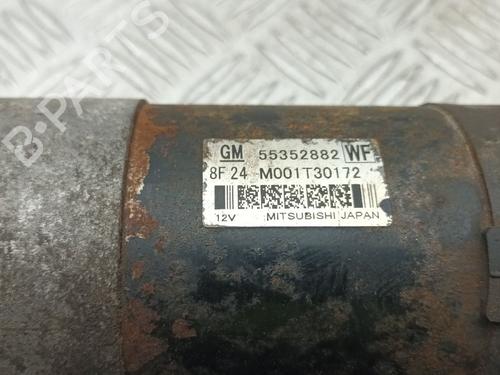 B-PARTS
GM 55352882 WF
8F24 M001T30172
12V MITSUBISHI JAPAN